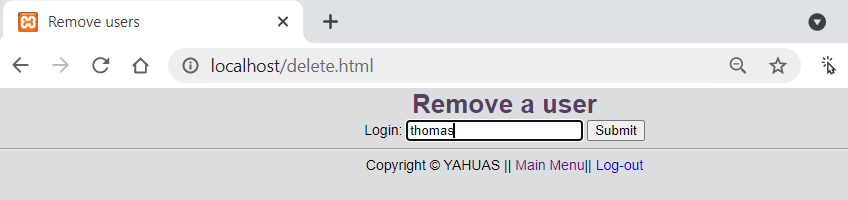 Remove users
localhost/delete.html
Remove a user
Login: thomas Submit
Copyright © YAHUAS || Main Menu|| Log-out